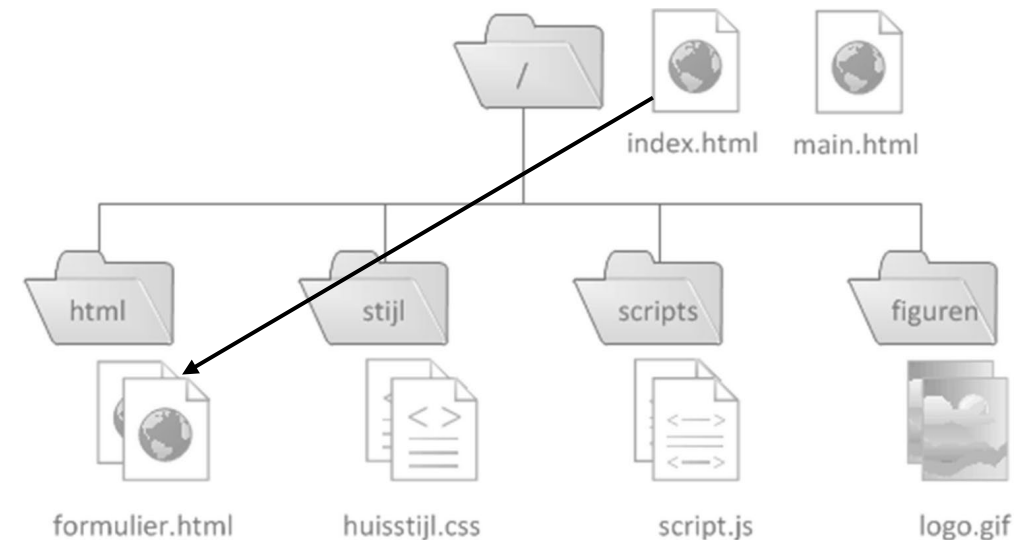 /
index.html
main.html
html
stijl
scripts
figuren
< >
<-->
<-->
formulier.html
huisstijl.css
script.js
logo.gif